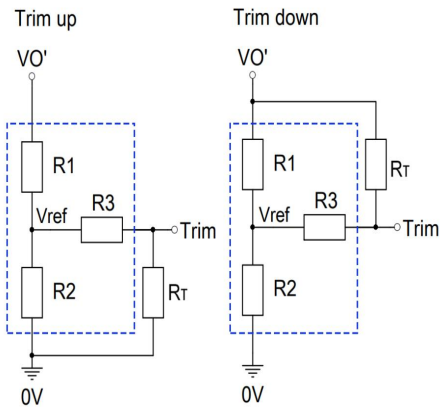 Trim up
VO'
R1
R3
Vref
Trim
R2
RT
0V
Trim down
VO'
R1
RT
R3
Vref
Trim
R2
0V